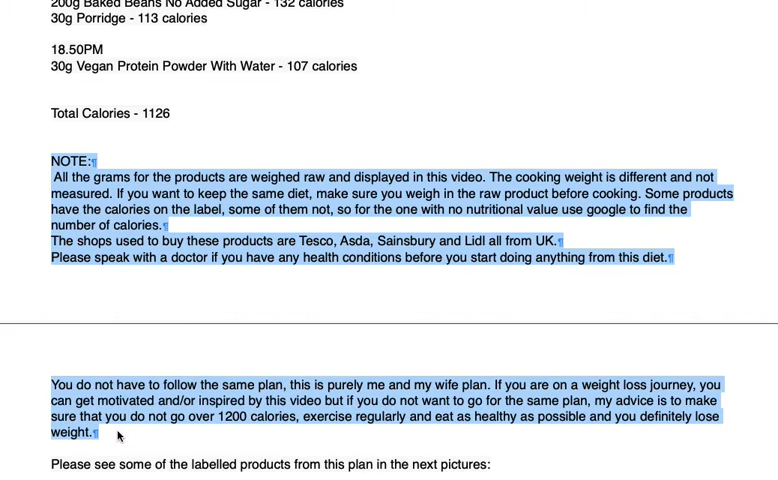 200g Baked Beans No Added Sugar - 132 calories
30g Porridge - 113 calories
18.50PM
30g Vegan Protein Powder With Water - 107 calories
Total Calories - 1126
NOTE:¶
All the grams for the products are weighed raw and displayed in this video. The cooking weight is different and not
measured. If you want to keep the same diet, make sure you weigh in the raw product before cooking. Some products
have the calories on the label, some of them not, so for the one with no nutritional value use google to find the
number of calories.¶
The shops used to buy these products are Tesco, Asda, Sainsbury and Lidl all from UK.¶
Please speak with a doctor if you have any health conditions before you start doing anything from this diet.¶
You do not have to follow the same plan, this is purely me and my wife plan. If you are on a weight loss journey, you
can get motivated and/or inspired by this video but if you do not want to go for the same plan, my advice is to make
sure that you do not go over 1200 calories, exercise regularly and eat as healthy as possible and you definitely lose
weight.¶
Please see some of the labelled products from this plan in the next pictures: